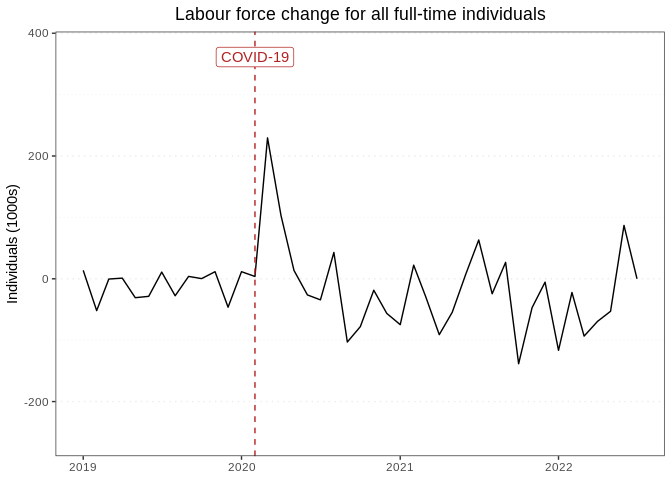 Labour force change for all full-time individuals
400
COVID-19
200
0
-200
Individuals (1000s)
2019 2020 2021 2022